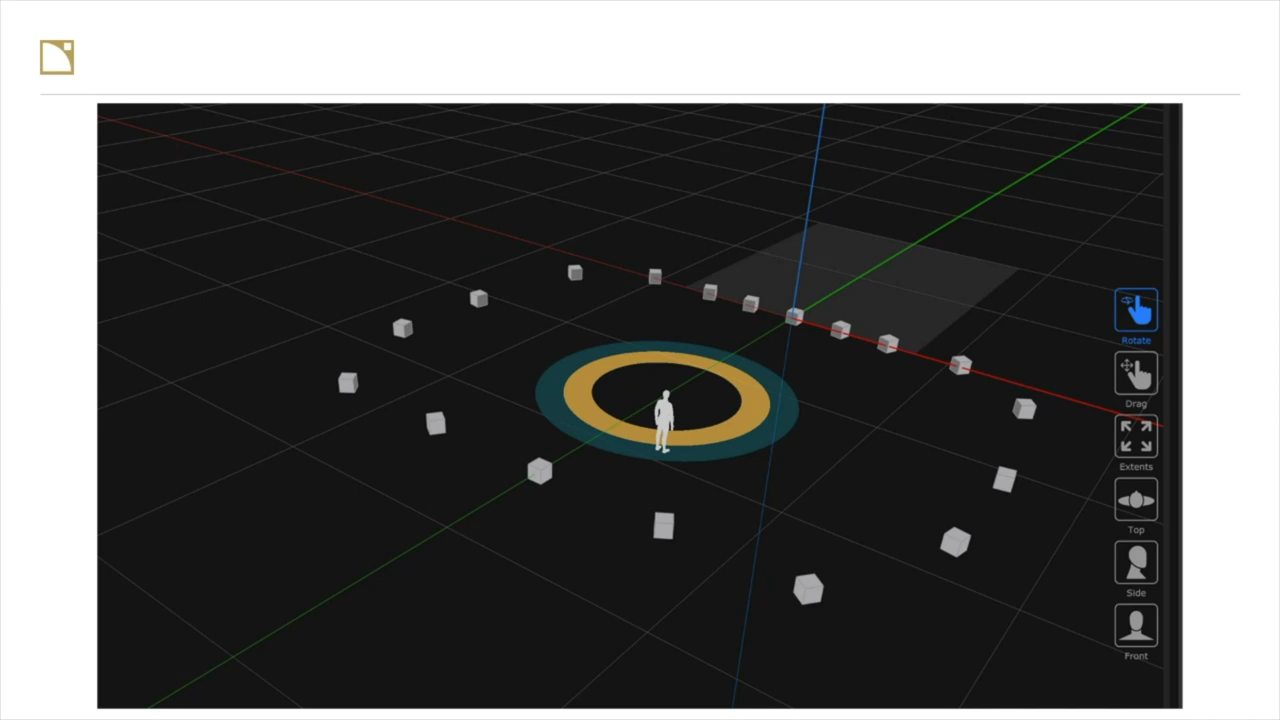 Rotate
Drag
Extents
Top
Side
Front